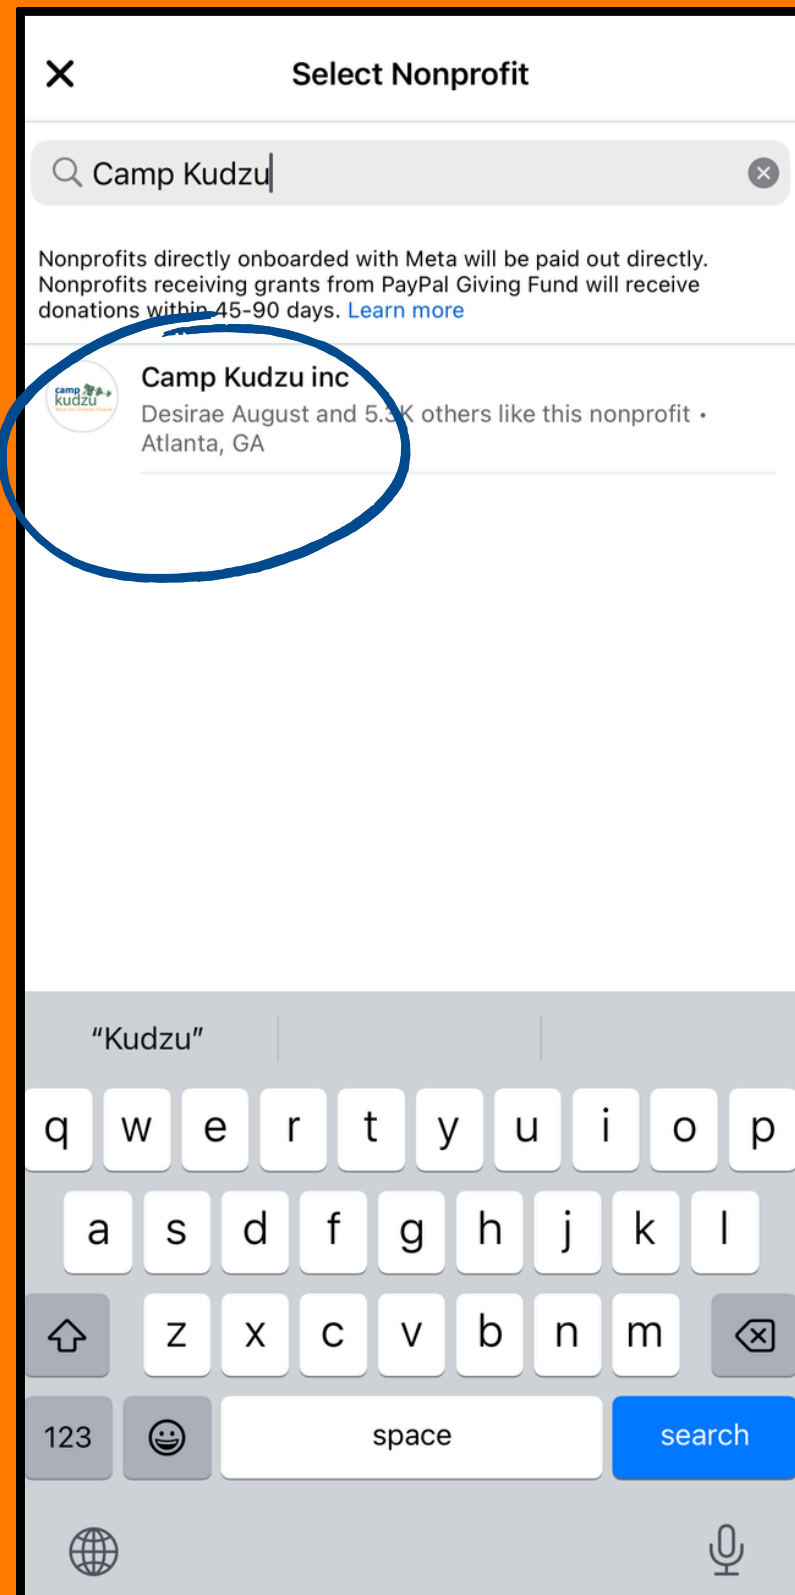 Select Nonprofit
Camp Kudzu
Nonprofits directly onboarded with Meta will be paid out directly.
Nonprofits receiving grants from PayPal Giving Fund will receive
donations within 45-90 days. Learn more
camp
kudzu
Camp Kudzu inc
Desirae August and 5.3K others like this nonprofit •
Atlanta, GA
“Kudzu”
q w e r t y u i o p
a s d f g h j k l
z x c v b n m
123 space search